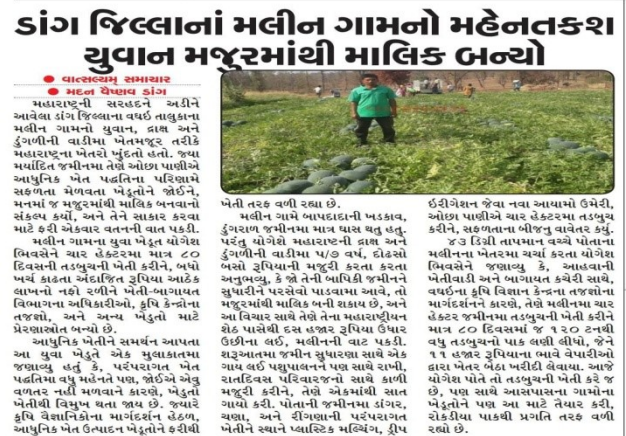 ડાંગ જિલ્લાનાં મલીન ગામનો મહેનતકશ
યુવાન મજુરમાંથી માલિક બન્યો
● વાત્સલ્યમ્ સમાચાર
● મદન વૈષ્ણવ ડાંગ
મહારાષ્ટ્રની સરહદને અડીને
આવેલા ડાંગ જિલ્લાના વઘઇ તાલુકાના
મલીન ગામનો યુવાન, દ્રાક્ષ અને
ડુંગળીની વાડીમા ખેતમજૂર તરીકે
મહારાષ્ટ્રના ખેતરો ખુંદતો હતો. જ્યા
મર્યાદિત જમીનમા તેણે ઓછા પાણીએ
આધુનિક ખેત પદ્ધતિના પરિણામે
સફળતા મેળવતા ખેડૂતોને જોઈને,
મનમાં જ મજૂરમાંથી માલિક બનવાનો
સંકલ્પ કર્યો, અને તેને સાકાર કરવા
માટે ફરી એકવાર વતનની વાત પકડી.
મલીન ગામના યુવા ખેડૂત યોગેશ
ભિવસેને ચાર હેક્ટરમા માત્ર ૮૦
દિવસની તડબુચની ખેતી કરીને, બધો
ખર્ચ કાઢતા અંદાજિત રૂપિયા આઠેક
લાખનો નફો રળીને ખેતી-બાગાયત
વિભાગના અધિકારીઓ, કૃષિ કેન્દ્રોના
તજજ્ઞો, અને અન્ય ખેડુતો માટે
પ્રેરણાસ્રોત બન્યો છે.
આધુનિક ખેતીને સમર્થન આપતા
આ યુવા ખેડુતે એક મુલાકાતમા
જણાવ્યુ હતુ કે, પરંપરાગત ખેત
પદ્ધતિમા વધુ મહેનતે પણ, જોઈએ એવુ
વળતર નહીં મળવાને કારણે, ખેડૂતો
ખેતીથી વિમુખ થતા જાય છે. જ્યારે
કૃષિ વૈજ્ઞાનિકોના માર્ગદર્શન હેઠળ,
આધુનિક ખેત ઉત્પાદન ખેડૂતોને ફરીથી
ખેતી તરફ વળી રહ્યા છે.
મલીન ગામે બાપદાદાની ખડકાવ,
ડુંગરાળ જમીનમા માત્ર ઘાસ થતુ હતુ.
પરંતુ યોગેશે મહારાષ્ટની દ્રાક્ષ અને
ડુંગળીની વાડીમા ૫/૭ વર્ષ, દોઢસો
બસો રૂપિયાની મજૂરી કરતા કરતા
અનુભવ્યુ, કે જો તેની બાપિકી જમીનને
સુધારીને પરસેવો પાડવામા આવે, તો
મજૂરમાંથી માલિક બની શકાય છે, અને
આ વિચાર સાથે તેણે તેના મહારાષ્ટ્રીયન
શેઠ પાસેથી દસ હજાર રૂપિયા ઉધાર
ઉછીના લઈ, મલીનની વાટ પકડી.
શરૂઆતમા જમીન સુધારણા સાથે એક
ગાય લઈ પશુપાલનને પણ સાથે રાખી,
રાતદિવસ પરિવારજનો સાથે કાળી
મજુરી કરીને, તેણે એકમાંથી સાત
ગાયો કરી. પોતાની જમીનમા ડાંગર,
ચણા, અને રીંગણાની પરંપરાગત
ખેતીને સ્થાને પ્લાસ્ટિક મલ્ચિંગ, ડ્રીપ
ઇરીગેશન જેવા નવા આયામો ઉમેરી,
ઓછા પાણીએ ચાર હેક્ટરમા તડબુચ
કરીને, સફળતાના બીજનુ વાવેતર કર્યુ.
૪૩ ડિગ્રી તાપમાન વચ્ચે પોતાના
મલીનના ખેતરમા ચર્ચા કરતા યોગેશ
ભિવસેને જણાવ્યુ કે, આહવાની
ખેતીવાડી અને બાગાયત કચેરી સાથે,
વઘઈના કૃષિ વિજ્ઞાન કેન્દ્રના તજજ્ઞોના
માર્ગદર્શનને કારણે, તેણે મલીનમા ચાર
હેક્ટર જમીનમા તડબુચની ખેતી કરીને
માત્ર ૮૦ દિવસમાં જ ૧૨૦ ટનથી
વધુ તડબુચનો પાક લણી લીધો, જેને
૧૧ હજાર રૂપિયાના ભાવે વેપારીઓ
દ્વારા ખેતર બેઠા ખરીદી લેવાયા. આજે
યોગેશ પોતે તો તડબુચની ખેતી કરે જ
છે, પણ સાથે આસપાસના ગામોના
ખેડૂતોને પણ આ માટે તૈયાર કરી,
રોકડીયા પાકથી પ્રગતિ તરફ વળી
રહ્યો છે.